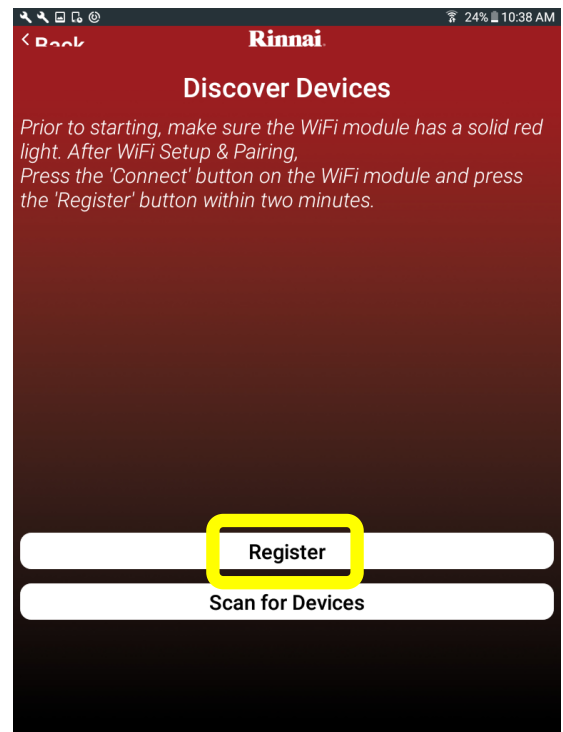 24% 10:38 AM
< Back
Rinnai
Discover Devices
Prior to starting, make sure the WiFi module has a solid red
light. After WiFi Setup & Pairing,
Press the 'Connect' button on the WiFi module and press
the 'Register' button within two minutes.
Register
Scan for Devices